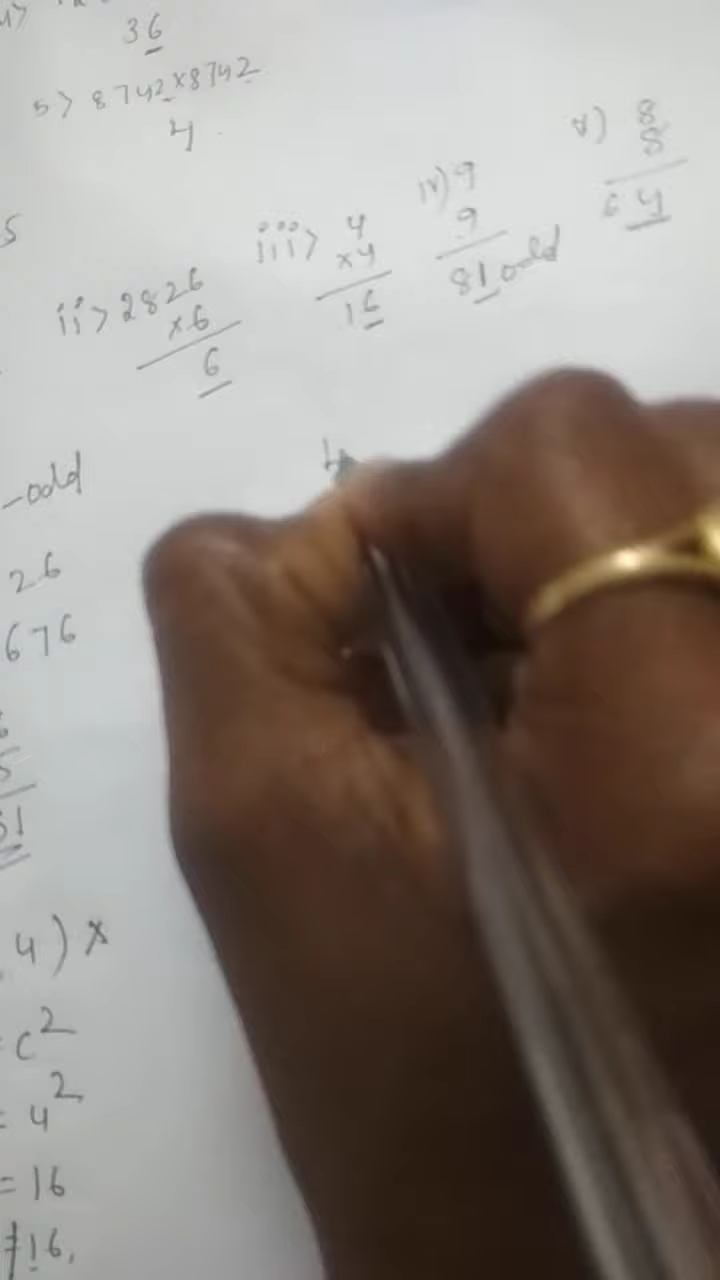 36
5> 8742×8742
4
ii> 2826
×6
6
iii> 4
×4
16
iv) 9
9
81 odd
v) 8
8
64
odd
26
676
4) ×
= c²
= 4²
= 16
≠16,